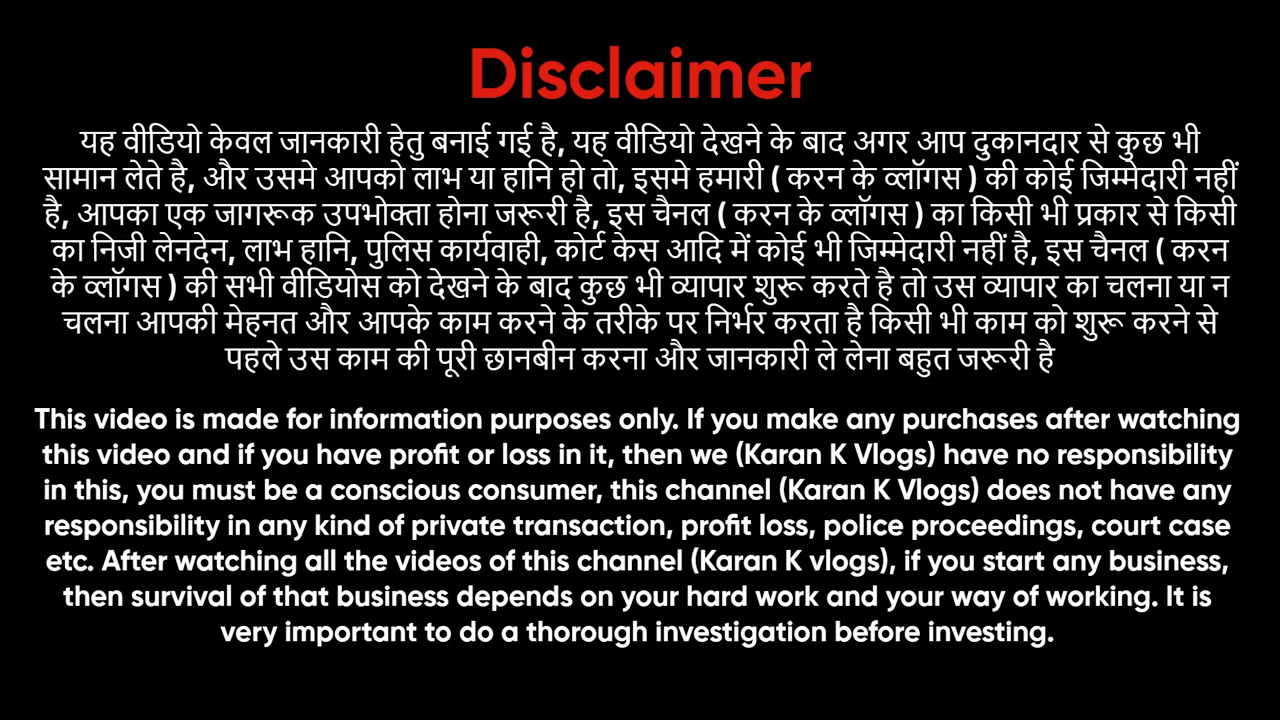 Disclaimer
यह वीडियो केवल जानकारी हेतु बनाई गई है, यह वीडियो देखने के बाद अगर आप दुकानदार से कुछ भी
सामान लेते है, और उसमे आपको लाभ या हानि हो तो, इसमे हमारी ( करन के व्लॉगस ) की कोई जिम्मेदारी नहीं
है, आपका एक जागरूक उपभोक्ता होना जरूरी है, इस चैनल ( करन के व्लॉगस ) का किसी भी प्रकार से किसी
का निजी लेनदेन, लाभ हानि, पुलिस कार्यवाही, कोर्ट केस आदि में कोई भी जिम्मेदारी नहीं है, इस चैनल ( करन
के व्लॉगस ) की सभी वीडियोस को देखने के बाद कुछ भी व्यापार शुरू करते है तो उस व्यापार का चलना या न
चलना आपकी मेहनत और आपके काम करने के तरीके पर निर्भर करता है किसी भी काम को शुरू करने से
पहले उस काम की पूरी छानबीन करना और जानकारी ले लेना बहुत जरूरी है
This video is made for information purposes only. If you make any purchases after watching
this video and if you have profit or loss in it, then we (Karan K Vlogs) have no responsibility
in this, you must be a conscious consumer, this channel (Karan K Vlogs) does not have any
responsibility in any kind of private transaction, profit loss, police proceedings, court case
etc. After watching all the videos of this channel (Karan K vlogs), if you start any business,
then survival of that business depends on your hard work and your way of working. It is
very important to do a thorough investigation before investing.